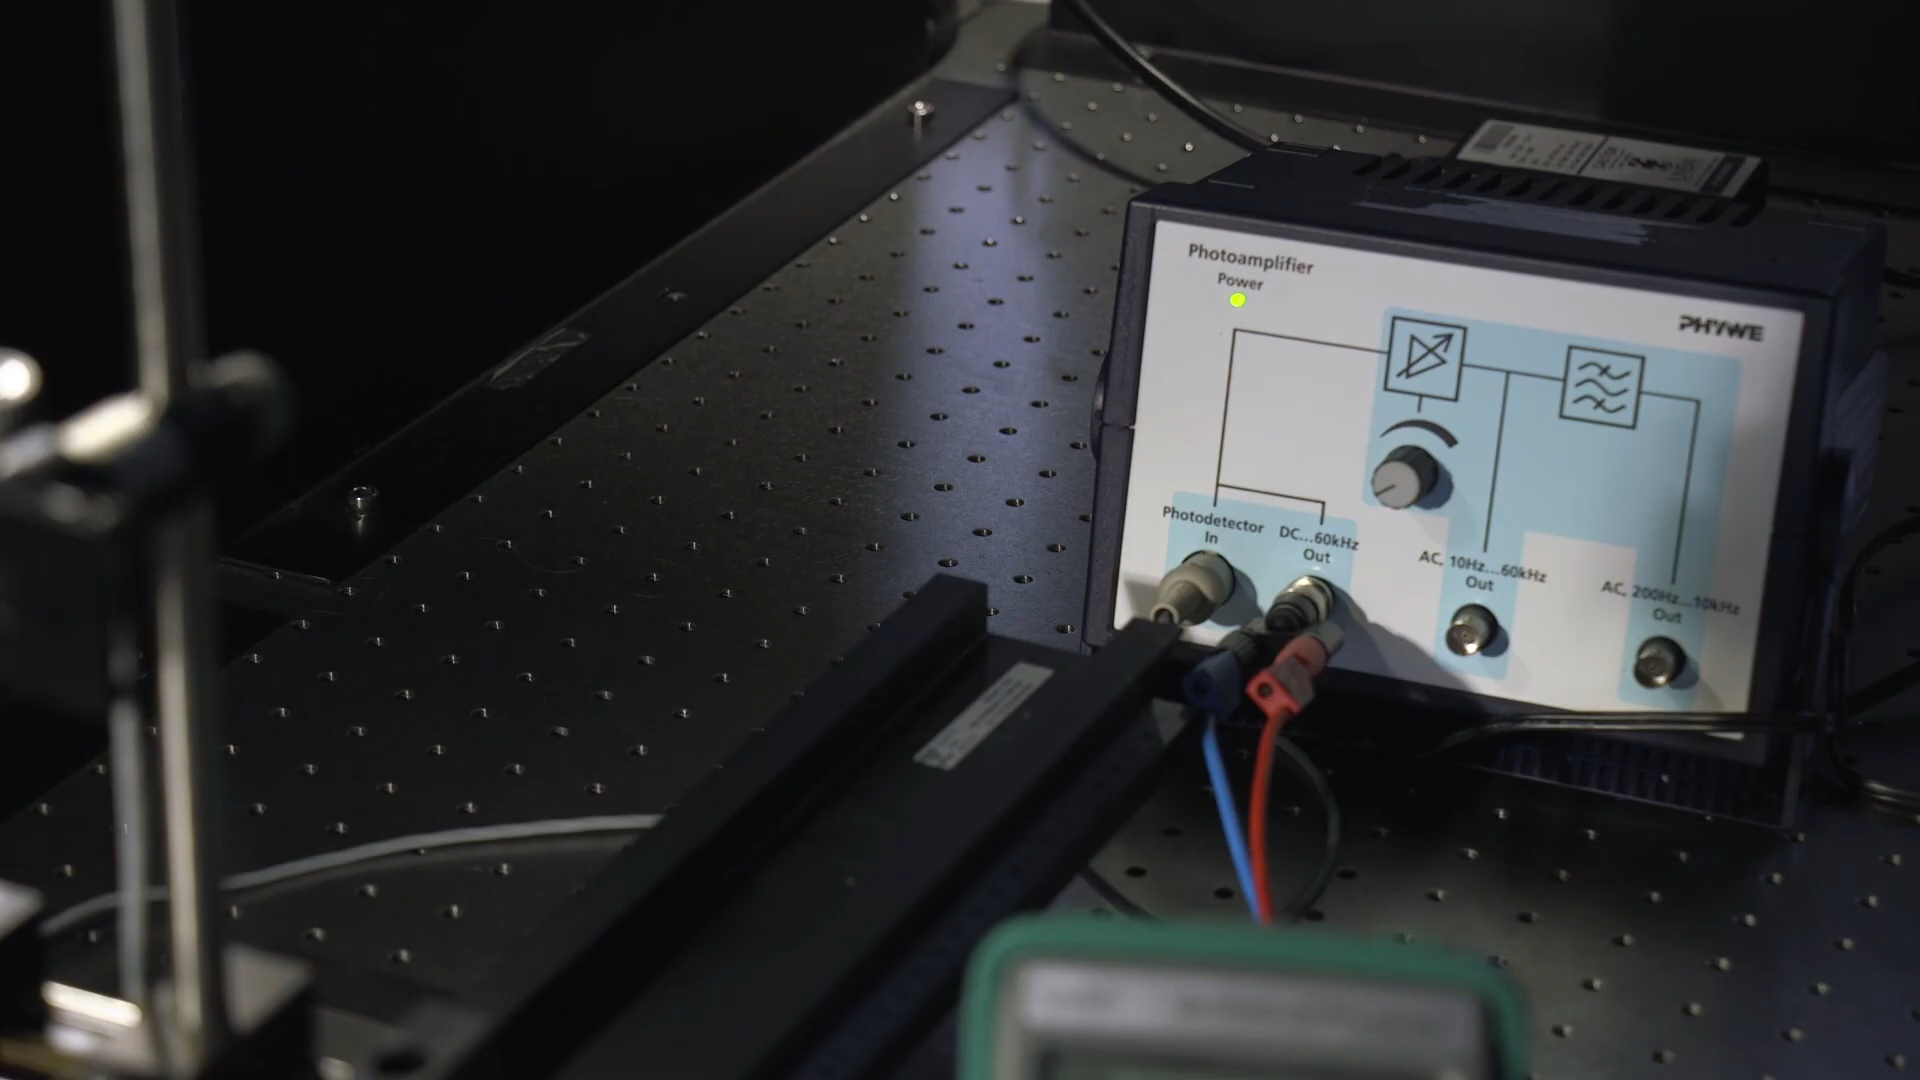 Photoamplifier
Power
PHYWE
Photodetector
In
DC...60kHz
Out
AC, 10Hz...60kHz
Out
AC, 200Hz...10kHz
Out